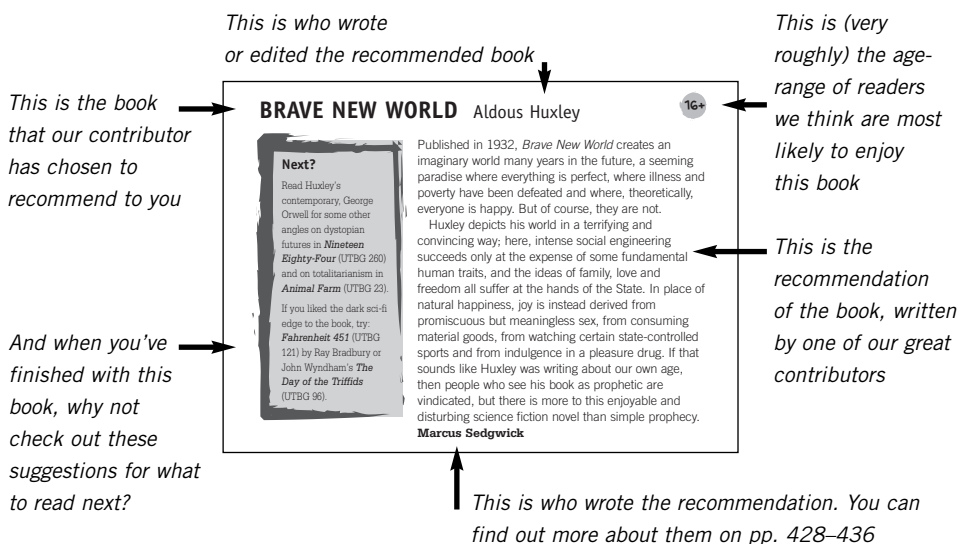 This is who wrote
or edited the recommended book
This is (very
roughly) the age-
range of readers
we think are most
likely to enjoy
this book
This is the book
that our contributor
has chosen to
recommend to you
BRAVE NEW WORLD Aldous Huxley
16+
Next?
Read Huxley's
contemporary, George
Orwell for some other
angles on dystopian
futures in Nineteen
Eighty-Four (UTBG 260)
and on totalitarianism in
Animal Farm (UTBG 23).
If you liked the dark sci-fi
edge to the book, try:
Fahrenheit 451 (UTBG
121) by Ray Bradbury or
John Wyndham's The
Day of the Triffids
(UTBG 96).
Published in 1932, Brave New World creates an
imaginary world many years in the future, a seeming
paradise where everything is perfect, where illness and
poverty have been defeated and where, theoretically,
everyone is happy. But of course, they are not.
Huxley depicts his world in a terrifying and
convincing way; here, intense social engineering
succeeds only at the expense of some fundamental
human traits, and the ideas of family, love and
freedom all suffer at the hands of the State. In place of
natural happiness, joy is instead derived from
promiscuous but meaningless sex, from consuming
material goods, from watching certain state-controlled
sports and from indulgence in a pleasure drug. If that
sounds like Huxley was writing about our own age,
then people who see his book as prophetic are
vindicated, but there is more to this enjoyable and
disturbing science fiction novel than simple prophecy.
Marcus Sedgwick
This is the
recommendation
of the book, written
by one of our great
contributors
And when you've
finished with this
book, why not
check out these
suggestions for what
to read next?
This is who wrote the recommendation. You can
find out more about them on pp. 428–436